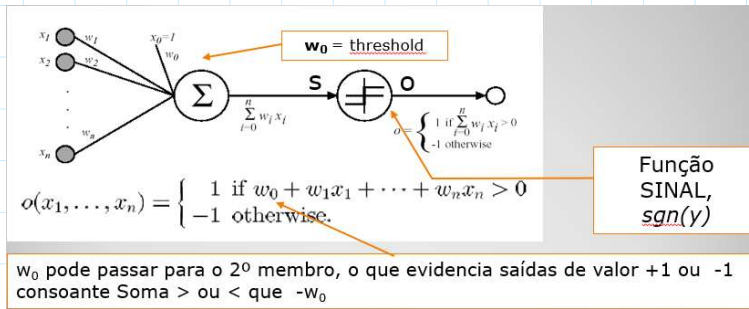 x1 w1 x0=1
w0
x2 w2
w0 = threshold
.
.
.
wn
xn
Σ
S O
n
Σ wi xi
i=0
o = { 1 if Σ wi xi > 0
n
i=0
-1 otherwise
Função
SINAL,
sgn(y)
o(x1, . . . , xn) = { 1 if w0 + w1x1 + · · · + wnxn > 0
−1 otherwise.
w0 pode passar para o 2º membro, o que evidencia saídas de valor +1 ou -1
consoante Soma > ou < que -w0